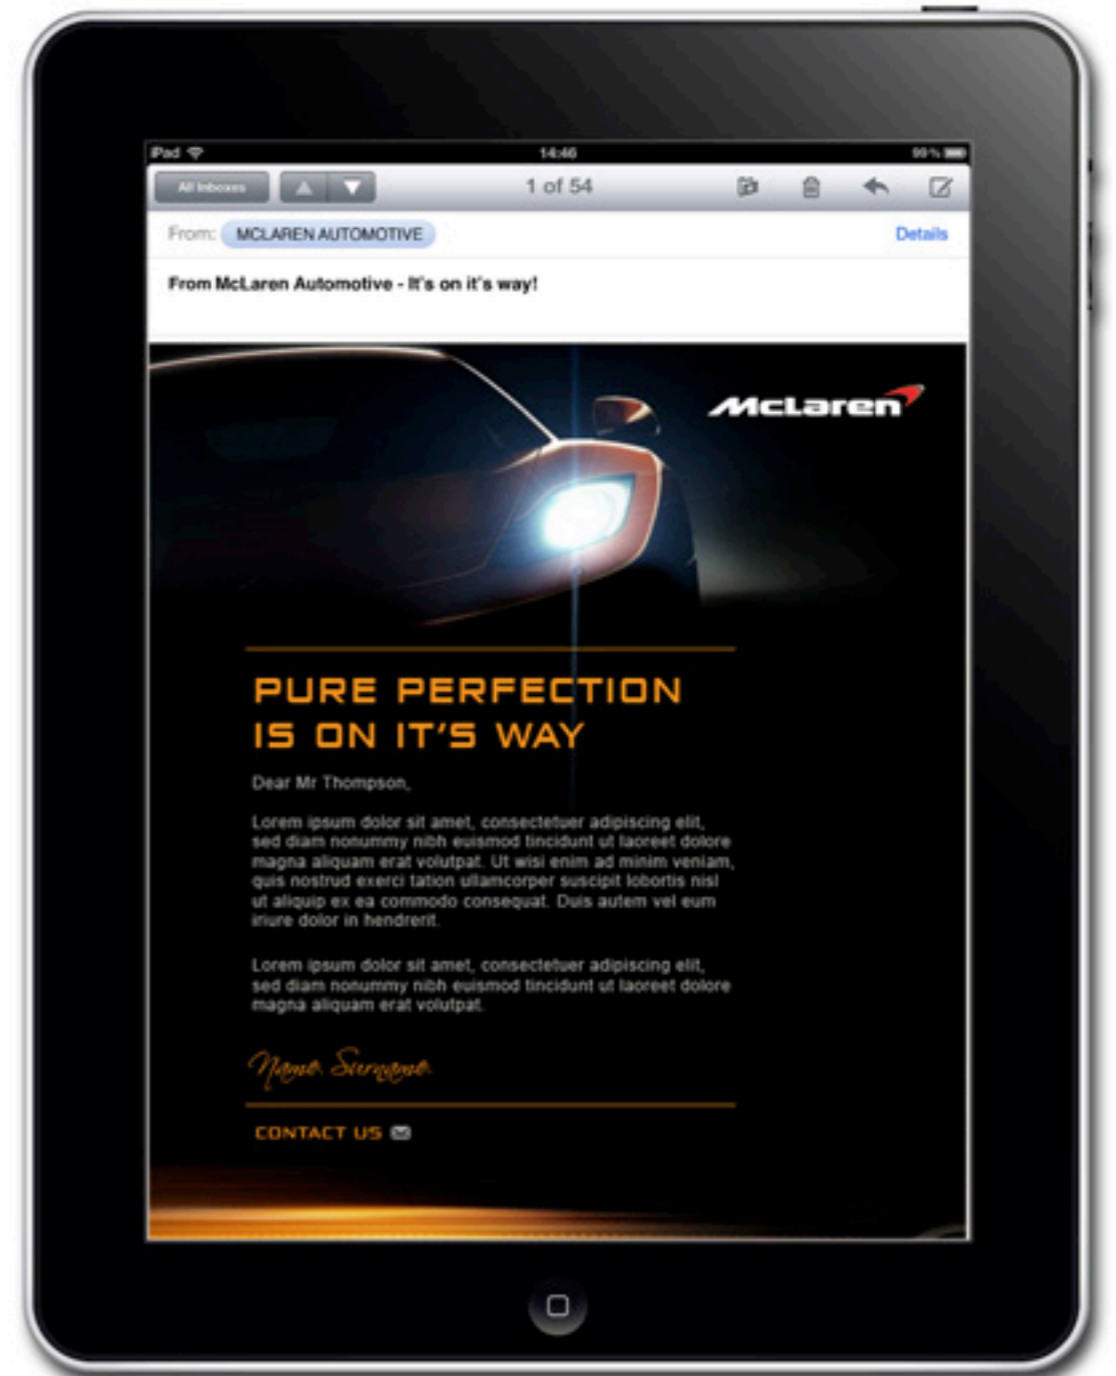 iPad 14:46 99%
All Inboxes 1 of 54
From: MCLAREN AUTOMOTIVE Details
From McLaren Automotive - It's on it's way!
McLaren
PURE PERFECTION
IS ON IT'S WAY
Dear Mr Thompson,
Lorem ipsum dolor sit amet, consectetuer adipiscing elit,
sed diam nonummy nibh euismod tincidunt ut laoreet dolore
magna aliquam erat volutpat. Ut wisi enim ad minim veniam,
quis nostrud exerci tation ullamcorper suscipit lobortis nisl
ut aliquip ex ea commodo consequat. Duis autem vel eum
iriure dolor in hendrerit.
Lorem ipsum dolor sit amet, consectetuer adipiscing elit,
sed diam nonummy nibh euismod tincidunt ut laoreet dolore
magna aliquam erat volutpat.
Name. Surname.
CONTACT US